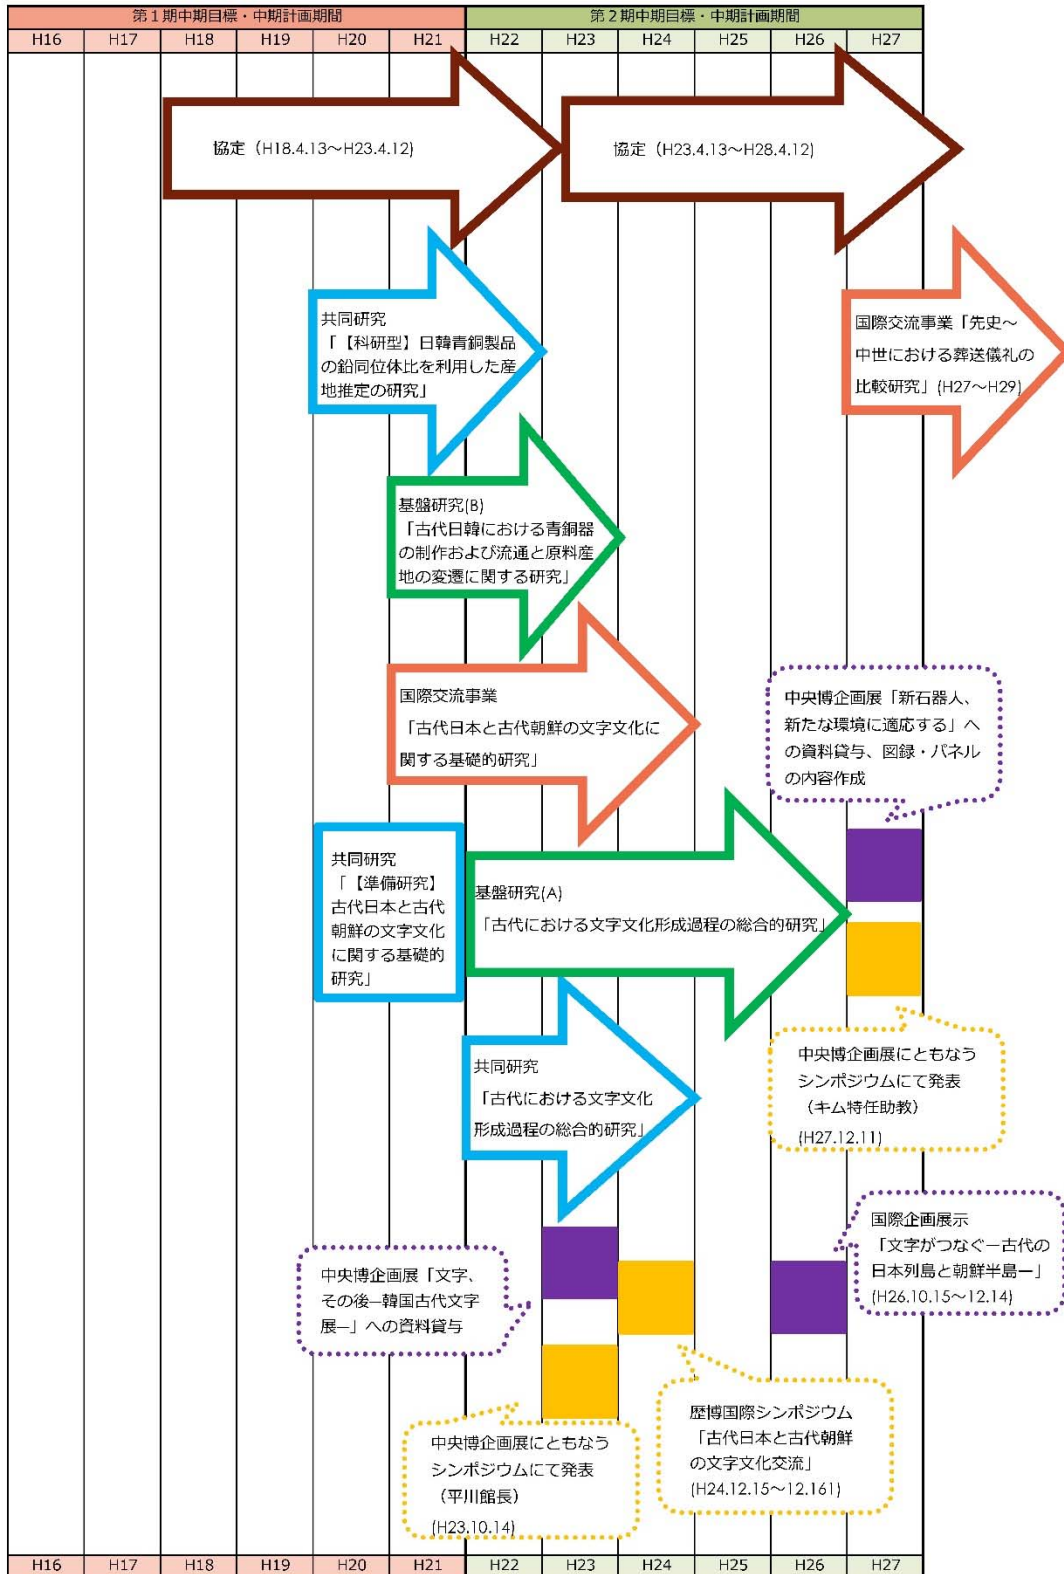 第1期中期目標・中期計画期間
第2期中期目標・中期計画期間
H16 H17 H18 H19 H20 H21 H22 H23 H24 H25 H26 H27
協定（H18.4.13～H23.4.12)
協定（H23.4.13～H28.4.12)
共同研究
「【科研型】日韓青銅製品
の鉛同位体比を利用した産
地推定の研究」
国際交流事業「先史～
中世における葬送儀礼の
比較研究」(H27～H29)
基盤研究(B)
「古代日韓における青銅器
の制作および流通と原料産
地の変遷に関する研究」
国際交流事業
「古代日本と古代朝鮮の文字文化に
関する基礎的研究」
中央博企画展「新石器人、
新たな環境に適応する」へ
の資料貸与、図録・パネル
の内容作成
共同研究
「【準備研究】
古代日本と古代
朝鮮の文字文化
に関する基礎的
研究」
基盤研究(A)
「古代における文字文化形成過程の総合的研究」
中央博企画展にともなう
シンポジウムにて発表
（キム特任助教）
(H27.12.11)
共同研究
「古代における文字文化
形成過程の総合的研究」
国際企画展示
「文字がつなぐー古代の
日本列島と朝鮮半島ー」
(H26.10.15～12.14)
中央博企画展「文字、
その後—韓国古代文字
展—」への資料貸与
中央博企画展にともなう
シンポジウムにて発表
（平川館長）
(H23.10.14)
歴博国際シンポジウム
「古代日本と古代朝鮮
の文字文化交流」
(H24.12.15～12.161)
H16 H17 H18 H19 H20 H21 H22 H23 H24 H25 H26 H27